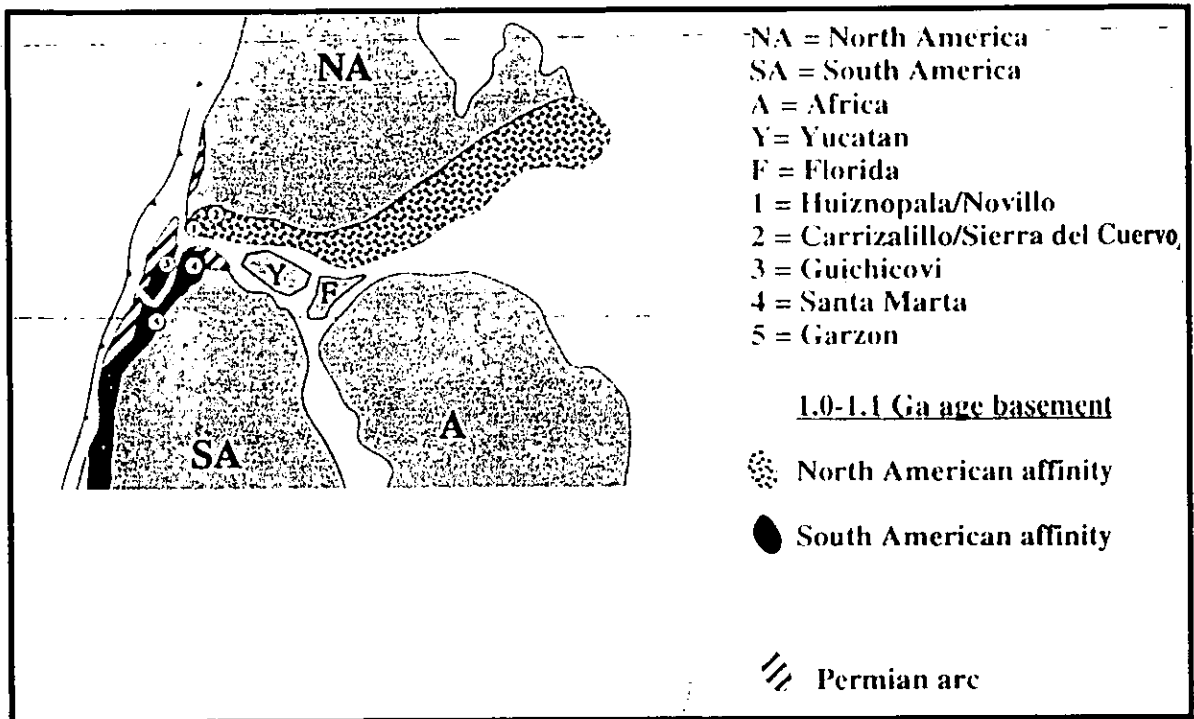 NA
Y
F
A
SA
NA = North America
SA = South America
A = Africa
Y= Yucatan
F = Florida
1 = Huiznopala/Novillo
2 = Carrizalillo/Sierra del Cuervo
3 = Guichicovi
4 = Santa Marta
5 = Garzon
1.0-1.1 Ga age basement
North American affinity
South American affinity
Permian arc